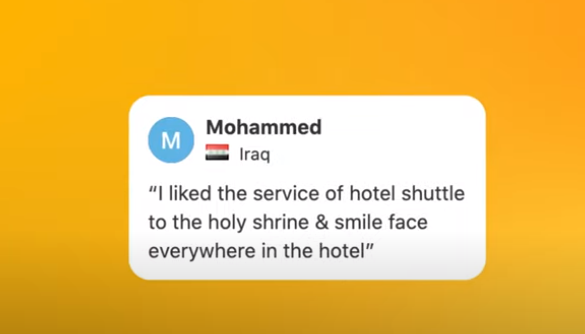 M
Mohammed
Iraq
“I liked the service of hotel shuttle
to the holy shrine & smile face
everywhere in the hotel”